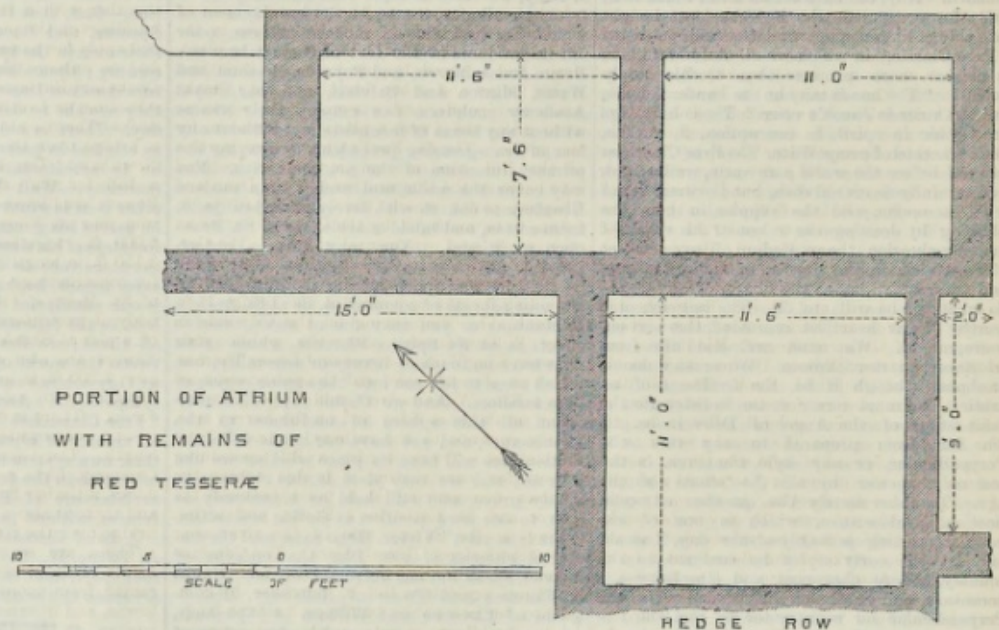 11'. 6"
11. 0"
7. 6
15. 0"
11'. 6"
2.0"
PORTION OF ATRIUM
WITH REMAINS OF
RED TESSERÆ
11. 0"
9. 0"
10 5 0 10
SCALE OF FEET
HEDGE ROW